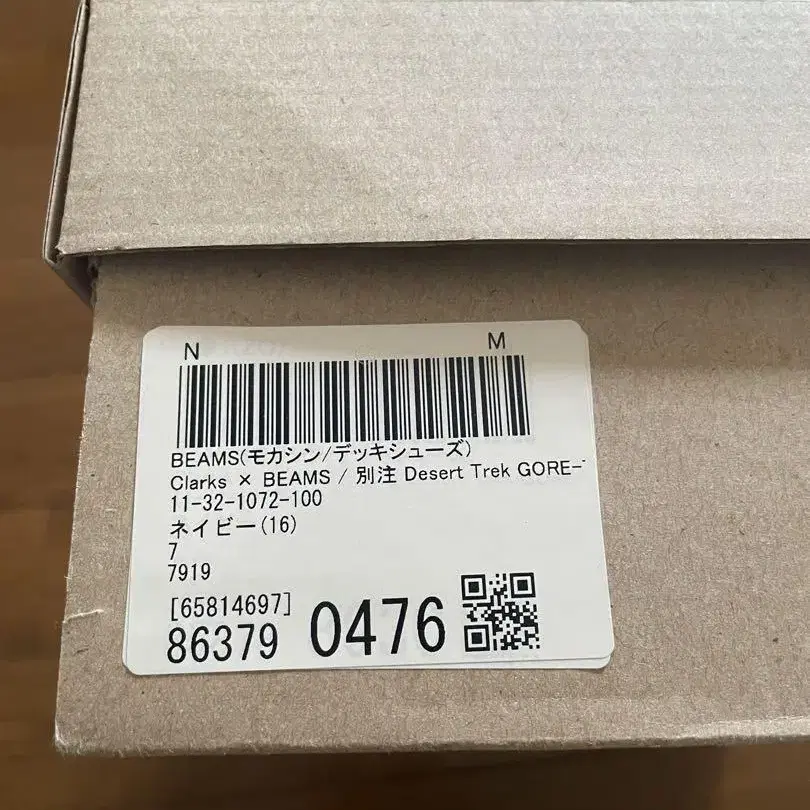 N M
BEAMS(モカシン/デッキシューズ)
Clarks × BEAMS / 別注 Desert Trek GORE-
11-32-1072-100
ネイビー(16)
7
7919
[65814697]
86379 0476